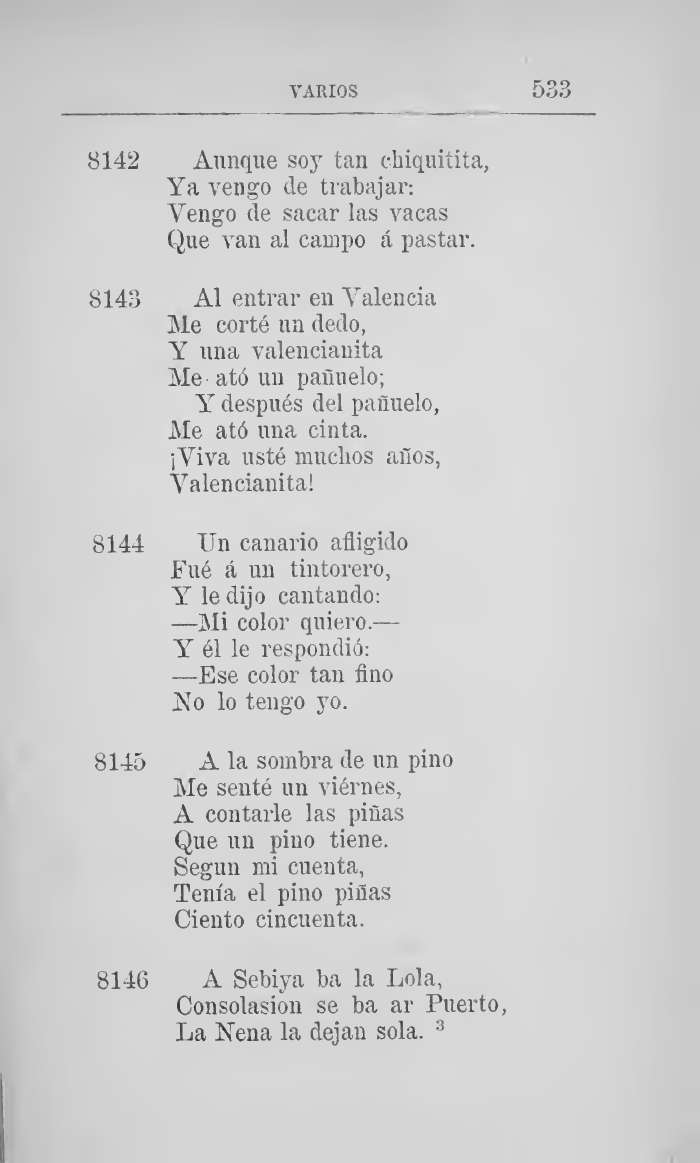 VARIOS 533
8142 Aunque soy tan chiquitita,
Ya vengo de trabajar:
Vengo de sacar las vacas
Que van al campo á pastar.
8143 Al entrar en Valencia
Me corté un dedo,
Y una valencianita
Me ató un pañuelo;
Y después del pañuelo,
Me ató una cinta.
¡Viva usté muchos años,
Valencianita!
8144 Un canario afligido
Fué á un tintorero,
Y le dijo cantando:
—Mi color quiero.—
Y él le respondió:
—Ese color tan fino
No lo tengo yo.
8145 A la sombra de un pino
Me senté un viérnes,
A contarle las piñas
Que un pino tiene.
Segun mi cuenta,
Tenía el pino piñas
Ciento cincuenta.
8146 A Sebiya ba la Lola,
Consolasion se ba ar Puerto,
La Nena la dejan sola. ³